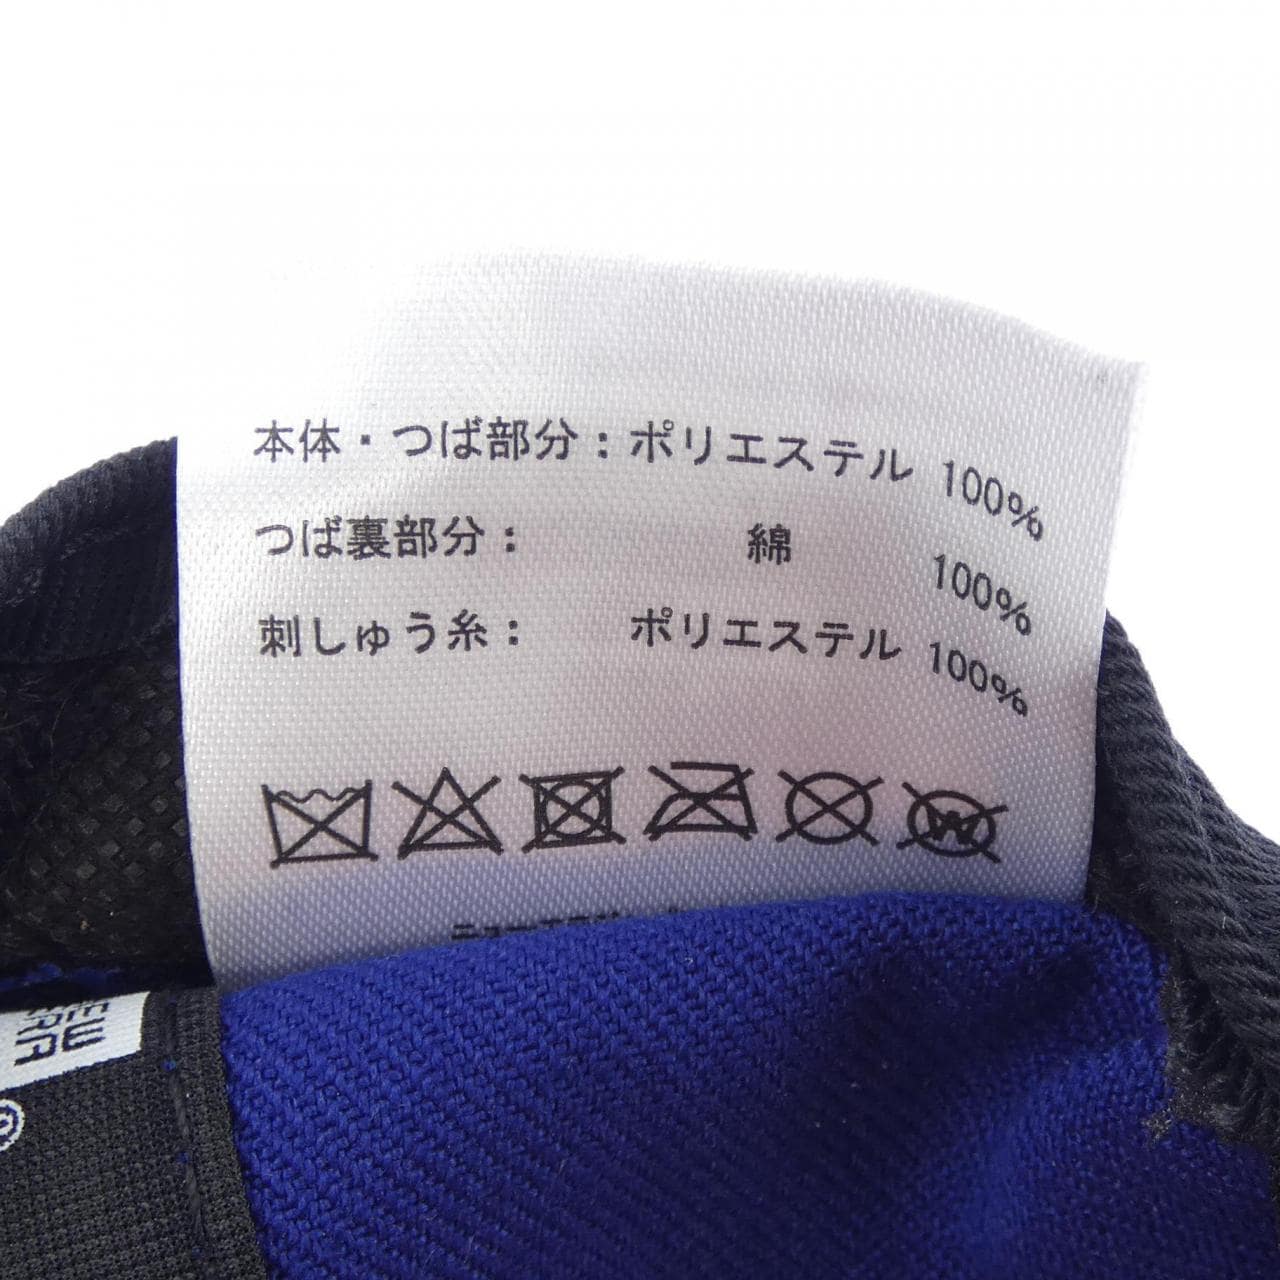 本体・つば部分：ポリエステル 100%
つば裏部分： 綿 100%
刺しゅう糸： ポリエステル 100%
W